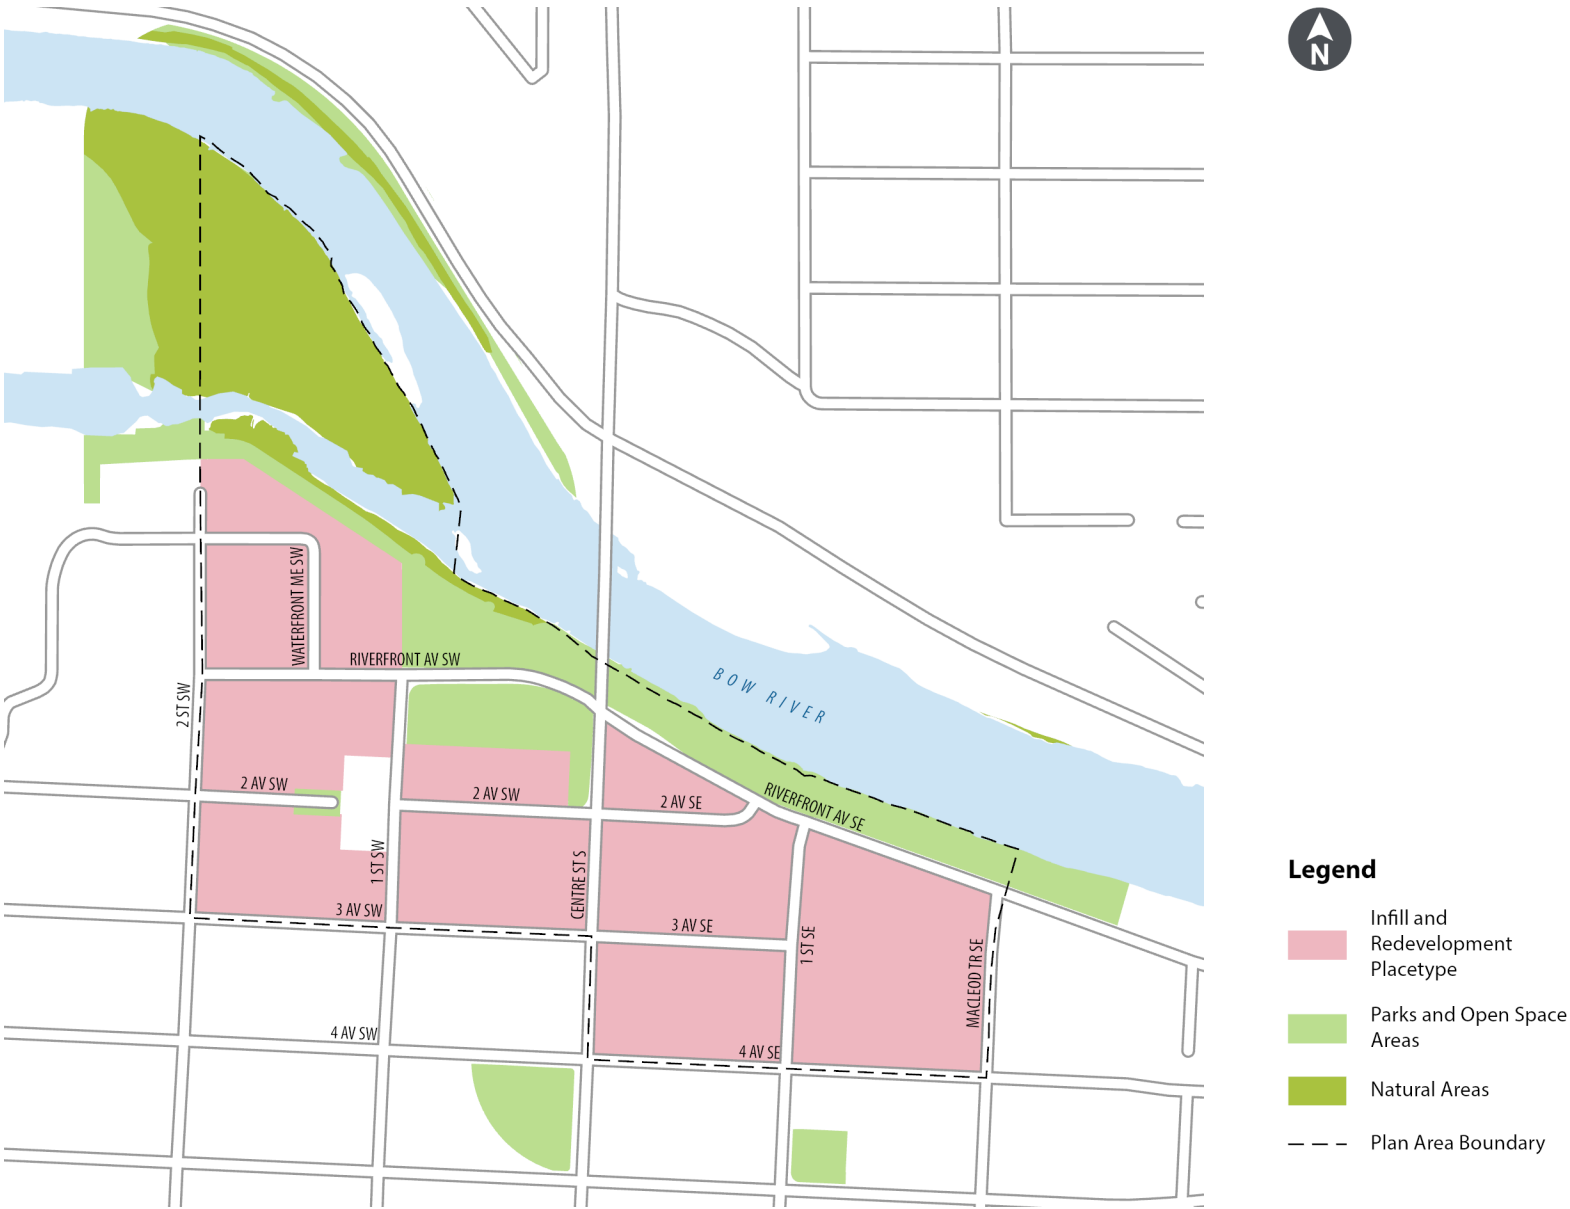 N
WATERFRONT ME SW
RIVERFRONT AV SW
2 ST SW
BOW RIVER
2 AV SW
2 AV SW
2 AV SE
RIVERFRONT AV SE
1 ST SW
CENTRE ST S
3 AV SW
3 AV SE
1 ST SE
MACLEOD TR SE
4 AV SW
4 AV SE
Legend
Infill and
Redevelopment
Placetype
Parks and Open Space
Areas
Natural Areas
Plan Area Boundary